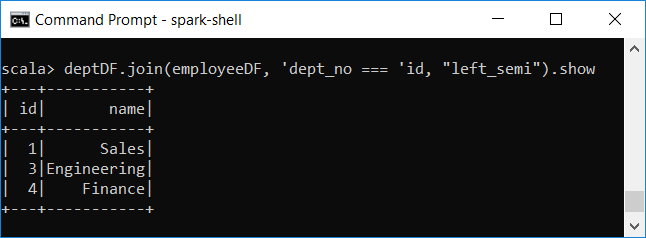 Command Prompt - spark-shell
scala> deptDF.join(employeeDF, 'dept_no === 'id, "left_semi").show
+---+-----------+
| id|       name|
+---+-----------+
|  1|      Sales|
|  3|Engineering|
|  4|    Finance|
+---+-----------+